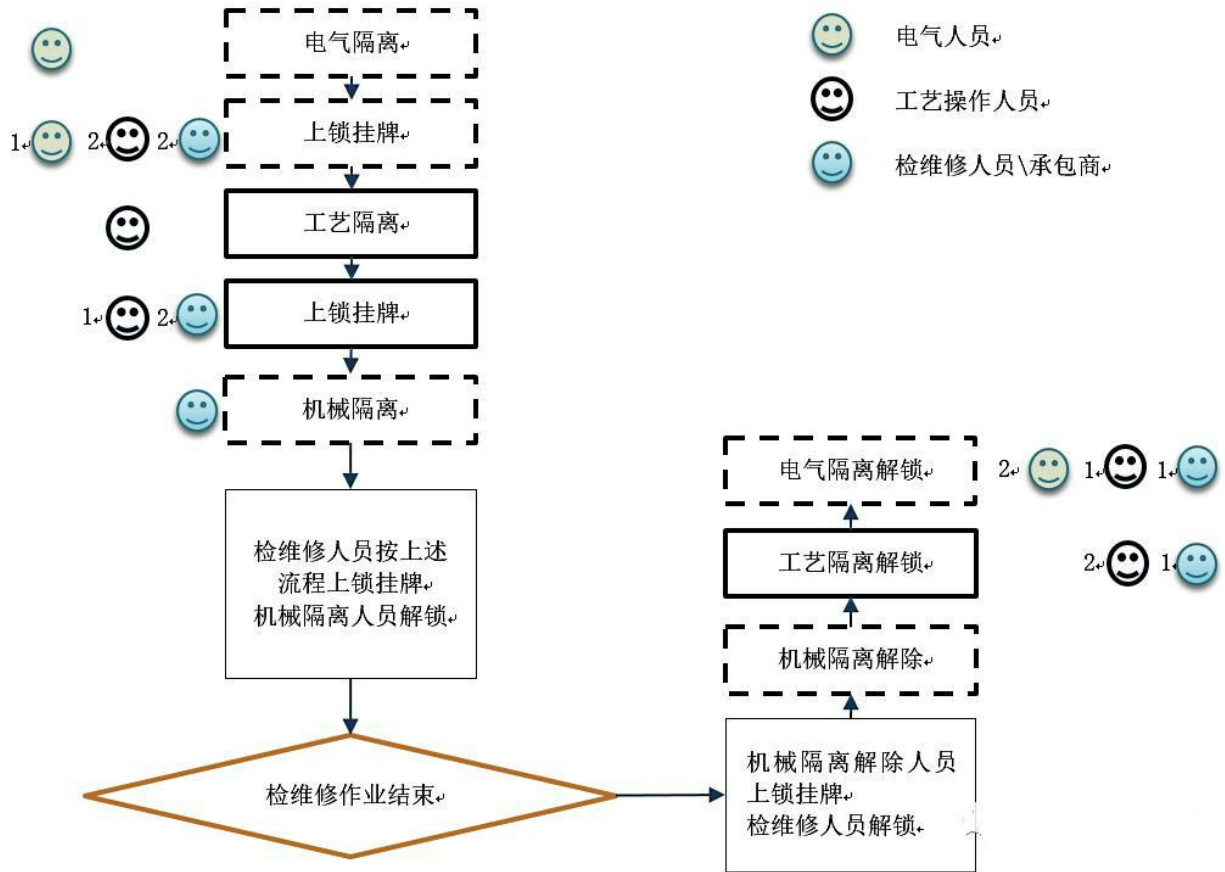 电气隔离
电气人员
上锁挂牌
工艺操作人员
1 2 2
检维修人员\承包商
工艺隔离
上锁挂牌
1 2
机械隔离
电气隔离解锁
2 1 1
检维修人员按上述
流程上锁挂牌
机械隔离人员解锁
工艺隔离解锁
2 1
机械隔离解除
检维修作业结束
机械隔离解除人员
上锁挂牌
检维修人员解锁